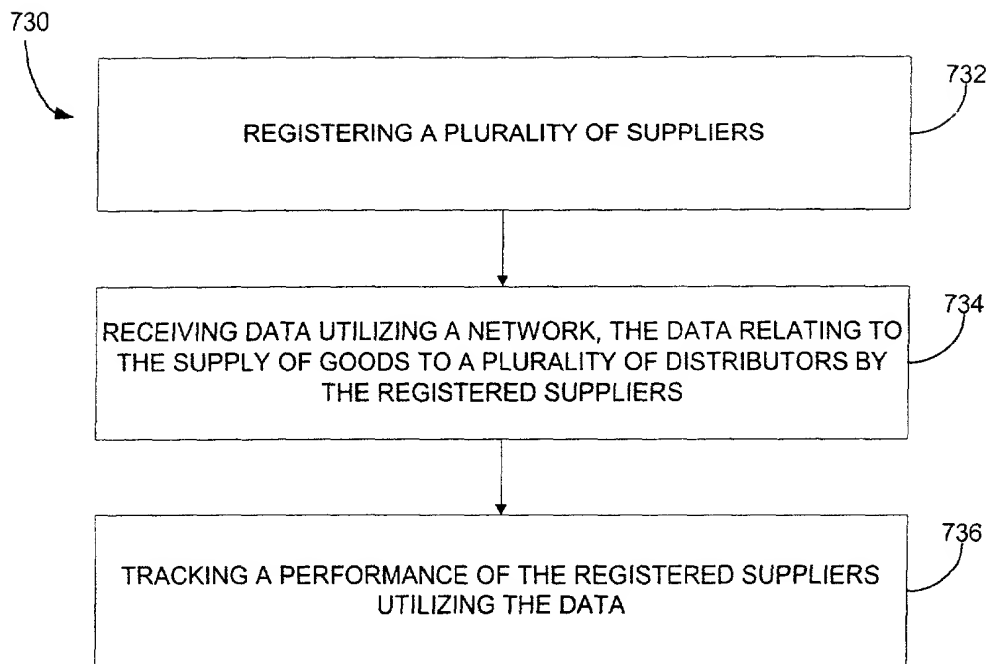 730
732
REGISTERING A PLURALITY OF SUPPLIERS
734
RECEIVING DATA UTILIZING A NETWORK, THE DATA RELATING TO
THE SUPPLY OF GOODS TO A PLURALITY OF DISTRIBUTORS BY
THE REGISTERED SUPPLIERS
736
TRACKING A PERFORMANCE OF THE REGISTERED SUPPLIERS
UTILIZING THE DATA